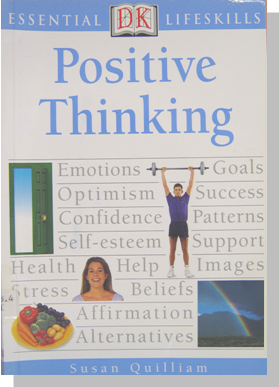 ESSENTIAL DK LIFESKILLS
Positive
Thinking
Emotions Goals
Optimism Success
Confidence Patterns
Self-esteem Support
Health Help Images
Stress Beliefs
Affirmation
Alternatives
Susan Quilliam